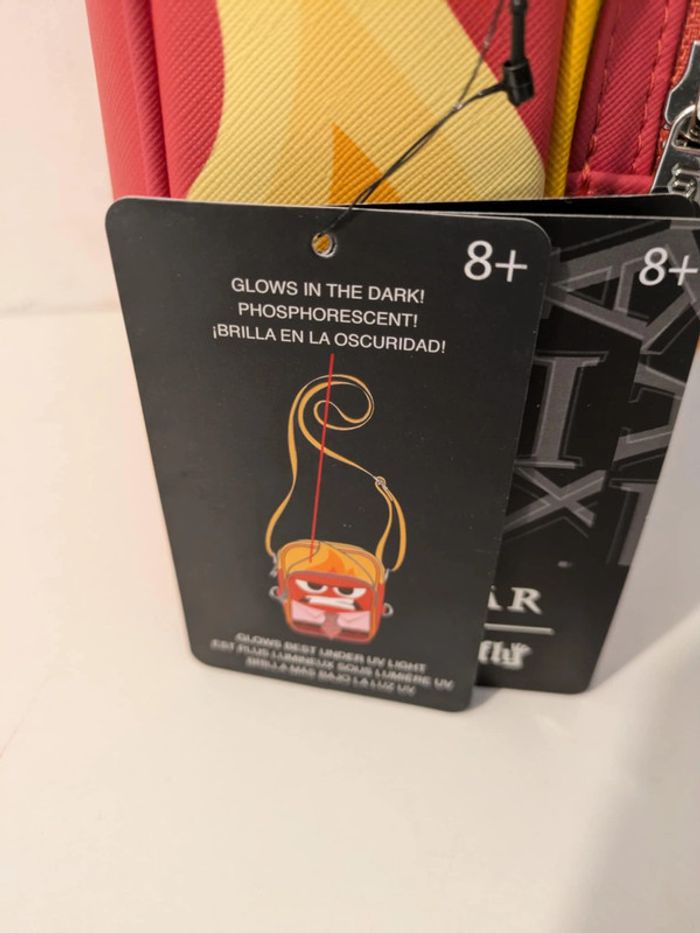 8+
GLOWS IN THE DARK!
PHOSPHORESCENT!
¡BRILLA EN LA OSCURIDAD!
GLOWS BEST UNDER UV LIGHT
EST PLUS LUMINEUX SOUS LUMIÈRE UV
BRILLA MÁS BAJO LA LUZ UV
8+
AR